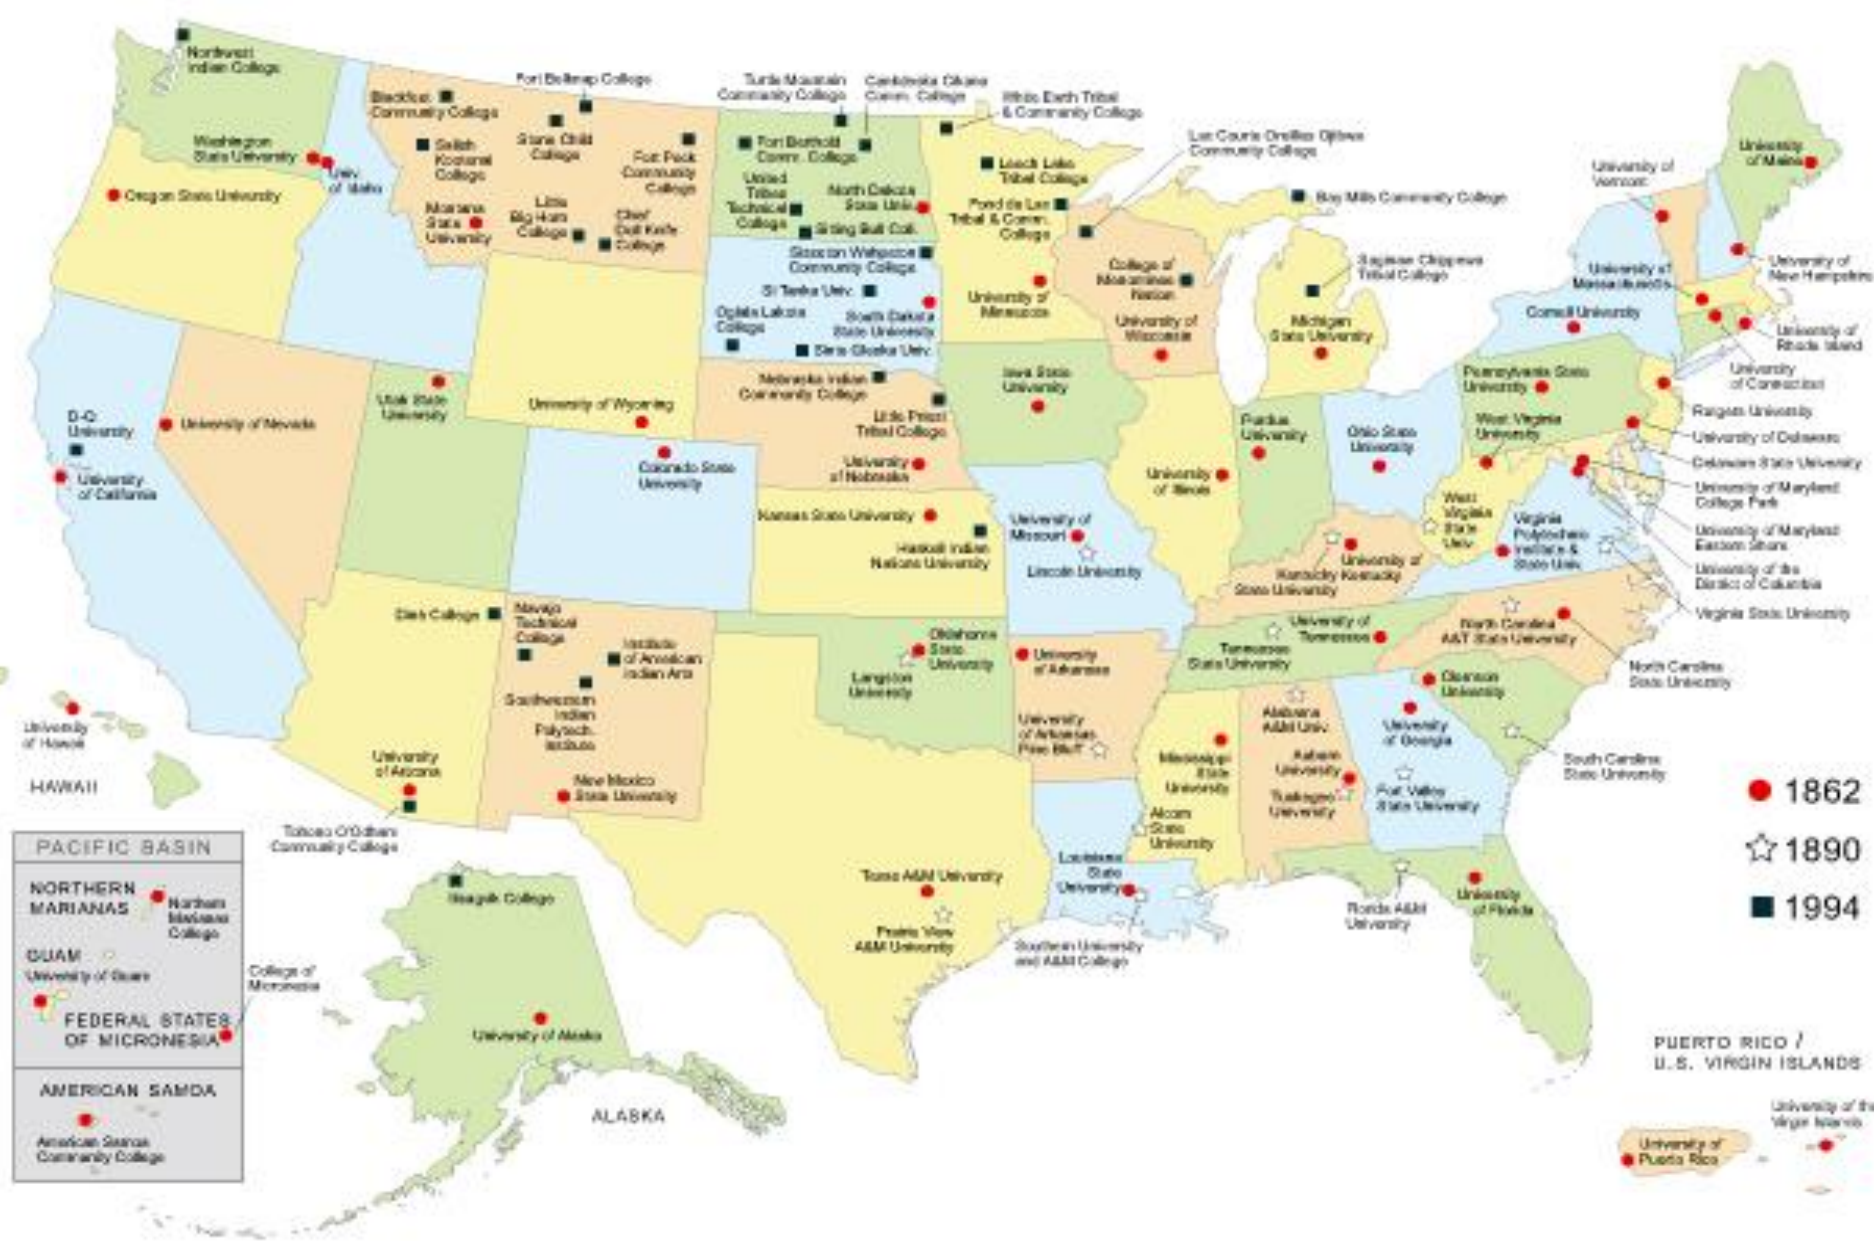 Northwest
Indian College
Washington
State University
Univ.
of Idaho
Oregon State University
Blackfeet
Community College
Salish
Kootenai
College
Montana
State
University
Fort Belknap College
Stone Child
College
Fort Peck
Community
College
Little
Big Horn
College
Chief
Dull Knife
College
Turtle Mountain
Community College
Cankdeska Cikana
Comm. College
Fort Berthold
Comm. College
United
Tribes
Technical
College
North Dakota
State Univ.
Sitting Bull Coll.
White Earth Tribal
& Community College
Leech Lake
Tribal College
Fond du Lac
Tribal & Comm.
College
University of
Minnesota
Lac Courte Oreilles Ojibwa
Community College
Bay Mills Community College
College of
Menominee
Nation
University of
Wisconsin
Saginaw Chippewa
Tribal College
Michigan
State University
Sisseton Wahpeton
Community College
Si Tanka Univ.
Oglala Lakota
College
South Dakota
State University
Sinte Gleska Univ.
Nebraska Indian
Community College
Little Priest
Tribal College
University
of Nebraska
Iowa State
University
University of Wyoming
Colorado State
University
Utah State
University
University of Nevada
D-Q
University
University
of California
Kansas State University
Haskell Indian
Nations University
University of
Missouri
Lincoln University
University
of Illinois
Purdue
University
Ohio State
University
Kentucky
State University
University of
Kentucky
University of
Tennessee
Tennessee
State University
University of
Vermont
University
of Maine
University of
New Hampshire
University of
Massachusetts
Cornell University
University of
Rhode Island
University
of Connecticut
Pennsylvania State
University
Rutgers University
University of Delaware
Delaware State University
University of Maryland
College Park
University of Maryland
Eastern Shore
University of the
District of Columbia
Virginia State University
West Virginia
University
West
Virginia
State
Univ.
Virginia
Polytechnic
Institute &
State Univ.
North Carolina
A&T State University
North Carolina
State University
Clemson
University
South Carolina
State University
University
of Georgia
Fort Valley
State University
Alabama
A&M Univ.
Auburn
University
Tuskegee
University
Mississippi
State
University
Alcorn
State
University
University
of Arkansas
University
of Arkansas
Pine Bluff
Oklahoma
State
University
Langston
University
Louisiana
State
University
Southern University
and A&M College
Florida A&M
University
University
of Florida
Texas A&M University
Prairie View
A&M University
Diné College
Navajo
Technical
College
Institute
of American
Indian Arts
Southwestern
Indian
Polytech.
Institute
New Mexico
State University
University
of Arizona
Tohono O'Odham
Community College
University
of Hawaii
HAWAII
PACIFIC BASIN
NORTHERN
MARIANAS
Northern
Marianas
College
GUAM
University of Guam
College of
Micronesia
FEDERAL STATES
OF MICRONESIA
AMERICAN SAMOA
American Samoa
Community College
Ilisagvik College
University of Alaska
ALASKA
1862
1890
1994
PUERTO RICO /
U.S. VIRGIN ISLANDS
University of the
Virgin Islands
University of
Puerto Rico